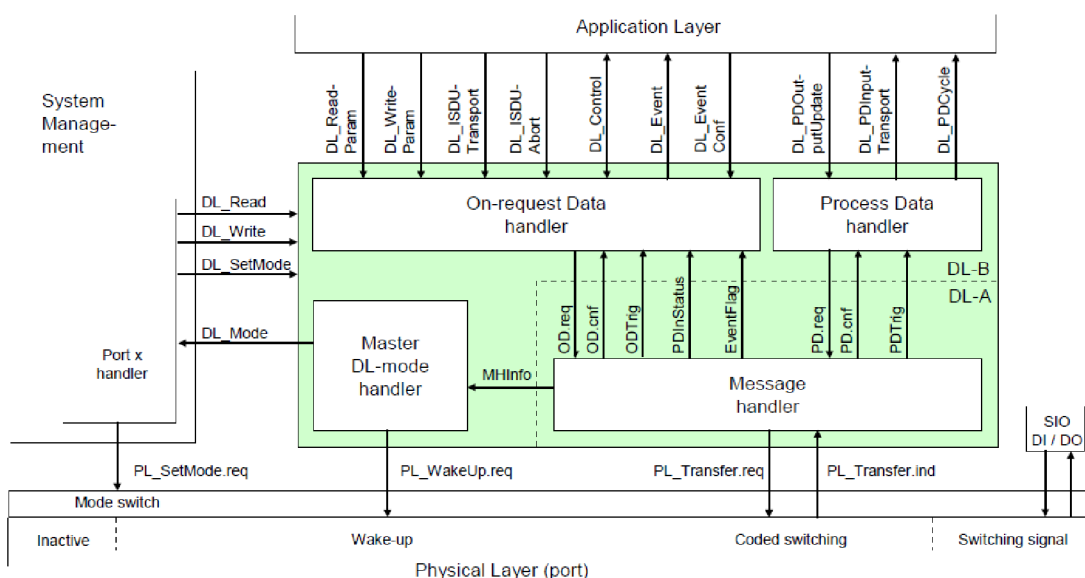 Application Layer
System
Manage-
ment
DL_Read-
Param
DL_Write-
Param
DL_ISDU-
Transport
DL_ISDU-
Abort
DL_Control
DL_Event
DL_Event
Conf
DL_PDOut-
putUpdate
DL_PDInput-
Transport
DL_PDCycle
On-request Data
handler
Process Data
handler
DL_Read
DL_Write
DL_SetMode
DL_Mode
DL-B
DL-A
OD.req
OD.cnf
ODTrig
PDInStatus
EventFlag
PD.req
PD.cnf
PDTrig
Port x
handler
Master
DL-mode
handler
MHInfo
Message
handler
SIO
DI / DO
PL_SetMode.req
PL_WakeUp.req
PL_Transfer.req
PL_Transfer.ind
Mode switch
Inactive
Wake-up
Coded switching
Switching signal
Physical Layer (port)